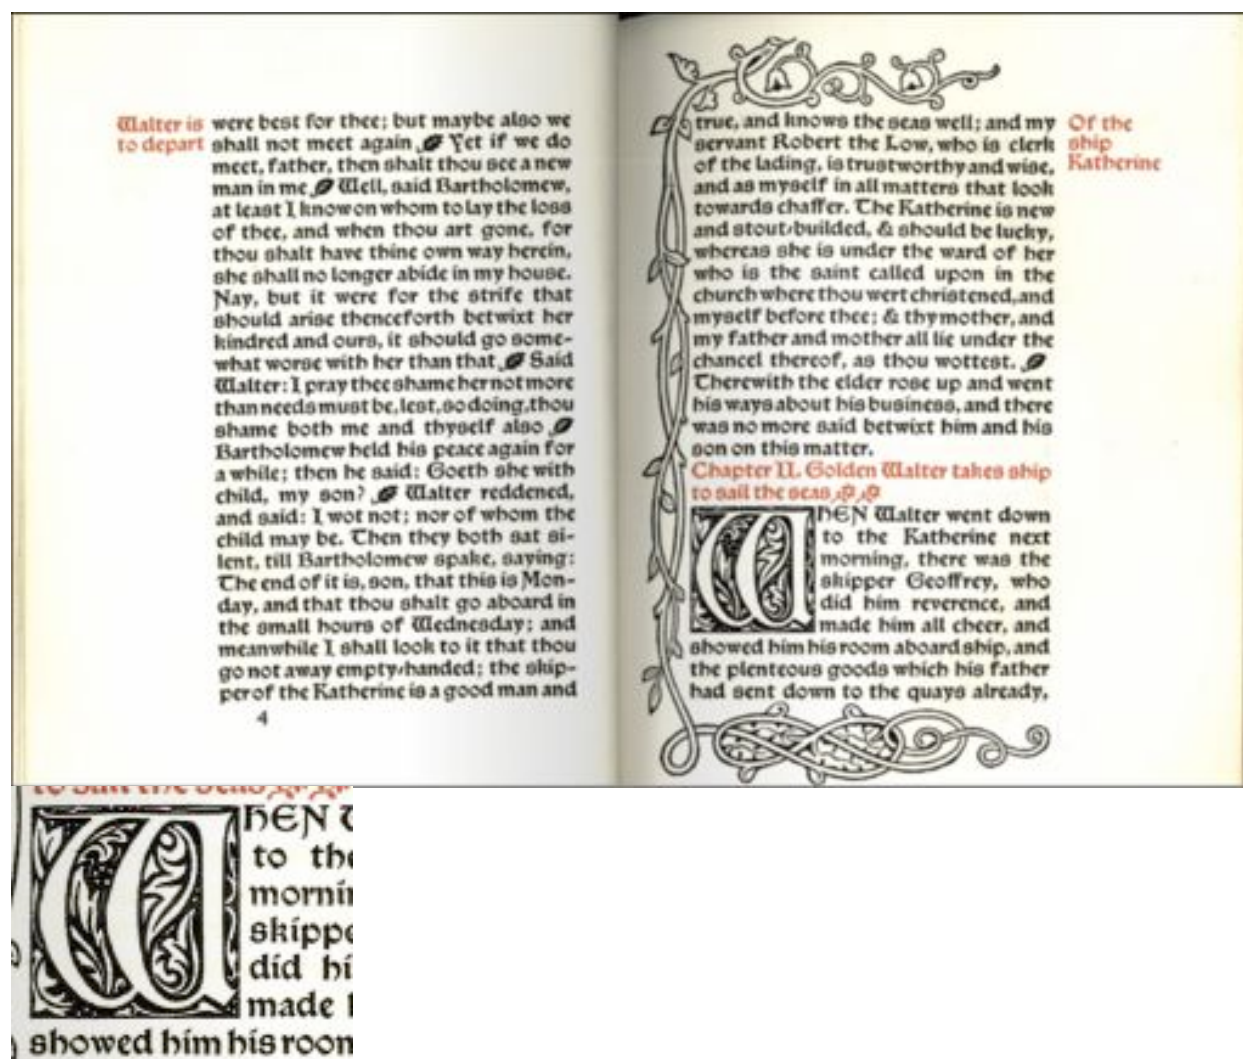 Walter is
to depart
were best for thee; but maybe also we
shall not meet again Yet if we do
meet, father, then shalt thou see a new
man in me Well, said Bartholomew,
at least I know on whom to lay the loss
of thee, and when thou art gone, for
thou shalt have thine own way herein,
she shall no longer abide in my house.
Nay, but it were for the strife that
should arise thenceforth betwixt her
kindred and ours, it should go some-
what worse with her than that Said
Walter: I pray thee shame her not more
than needs must be, lest, so doing, thou
shame both me and thyself also
Bartholomew held his peace again for
a while; then he said: Goeth she with
child, my son? Walter reddened,
and said: I wot not; nor of whom the
child may be. Then they both sat si-
lent, till Bartholomew spake, saying:
The end of it is, son, that this is Mon-
day, and that thou shalt go aboard in
the small hours of Wednesday; and
meanwhile I shall look to it that thou
go not away empty-handed; the skip-
per of the Katherine is a good man and
4
true, and knows the seas well; and my
servant Robert the Low, who is clerk
of the lading, is trustworthy and wise,
and as myself in all matters that look
towards chaffer. The Katherine is new
and stout-builded, & should be lucky,
whereas she is under the ward of her
who is the saint called upon in the
church where thou wert christened, and
myself before thee; & thy mother, and
my father and mother all lie under the
chancel thereof, as thou wottest.
Therewith the elder rose up and went
his ways about his business, and there
was no more said betwixt him and his
son on this matter.
Of the
ship
Katherine
Chapter II. Golden Walter takes ship
to sail the seas
WHEN Walter went down
to the Katherine next
morning, there was the
skipper Geoffrey, who
did him reverence, and
made him all cheer, and
showed him his room aboard ship, and
the plenteous goods which his father
had sent down to the quays already,
to sail the seas
WHEN
to the
mornin
skippe
did hi
made
showed him his room